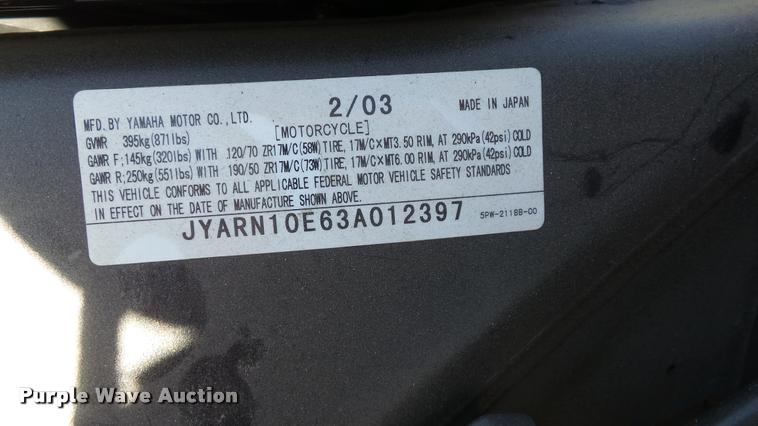 MFD. BY YAMAHA MOTOR CO., LTD. 2/03 MADE IN JAPAN
GVWR 395kg(871lbs) [MOTORCYCLE]
GAWR F;145kg(320lbs) WITH 120/70 ZR17M/C(58W)TIRE, 17M/C×MT3.50 RIM, AT 290kPa(42psi)COLD
GAWR R;250kg(551lbs) WITH 190/50 ZR17M/C(73W)TIRE, 17M/C×MT6.00 RIM, AT 290kPa(42psi)COLD
THIS VEHICLE CONFORMS TO ALL APPLICABLE FEDERAL MOTOR VEHICLE SAFETY STANDARDS
IN EFFECT ON THE DATE OF MANUFACTURE SHOWN ABOVE.
JYARN10E63A012397 5PW-2118B-00
Purple Wave Auction